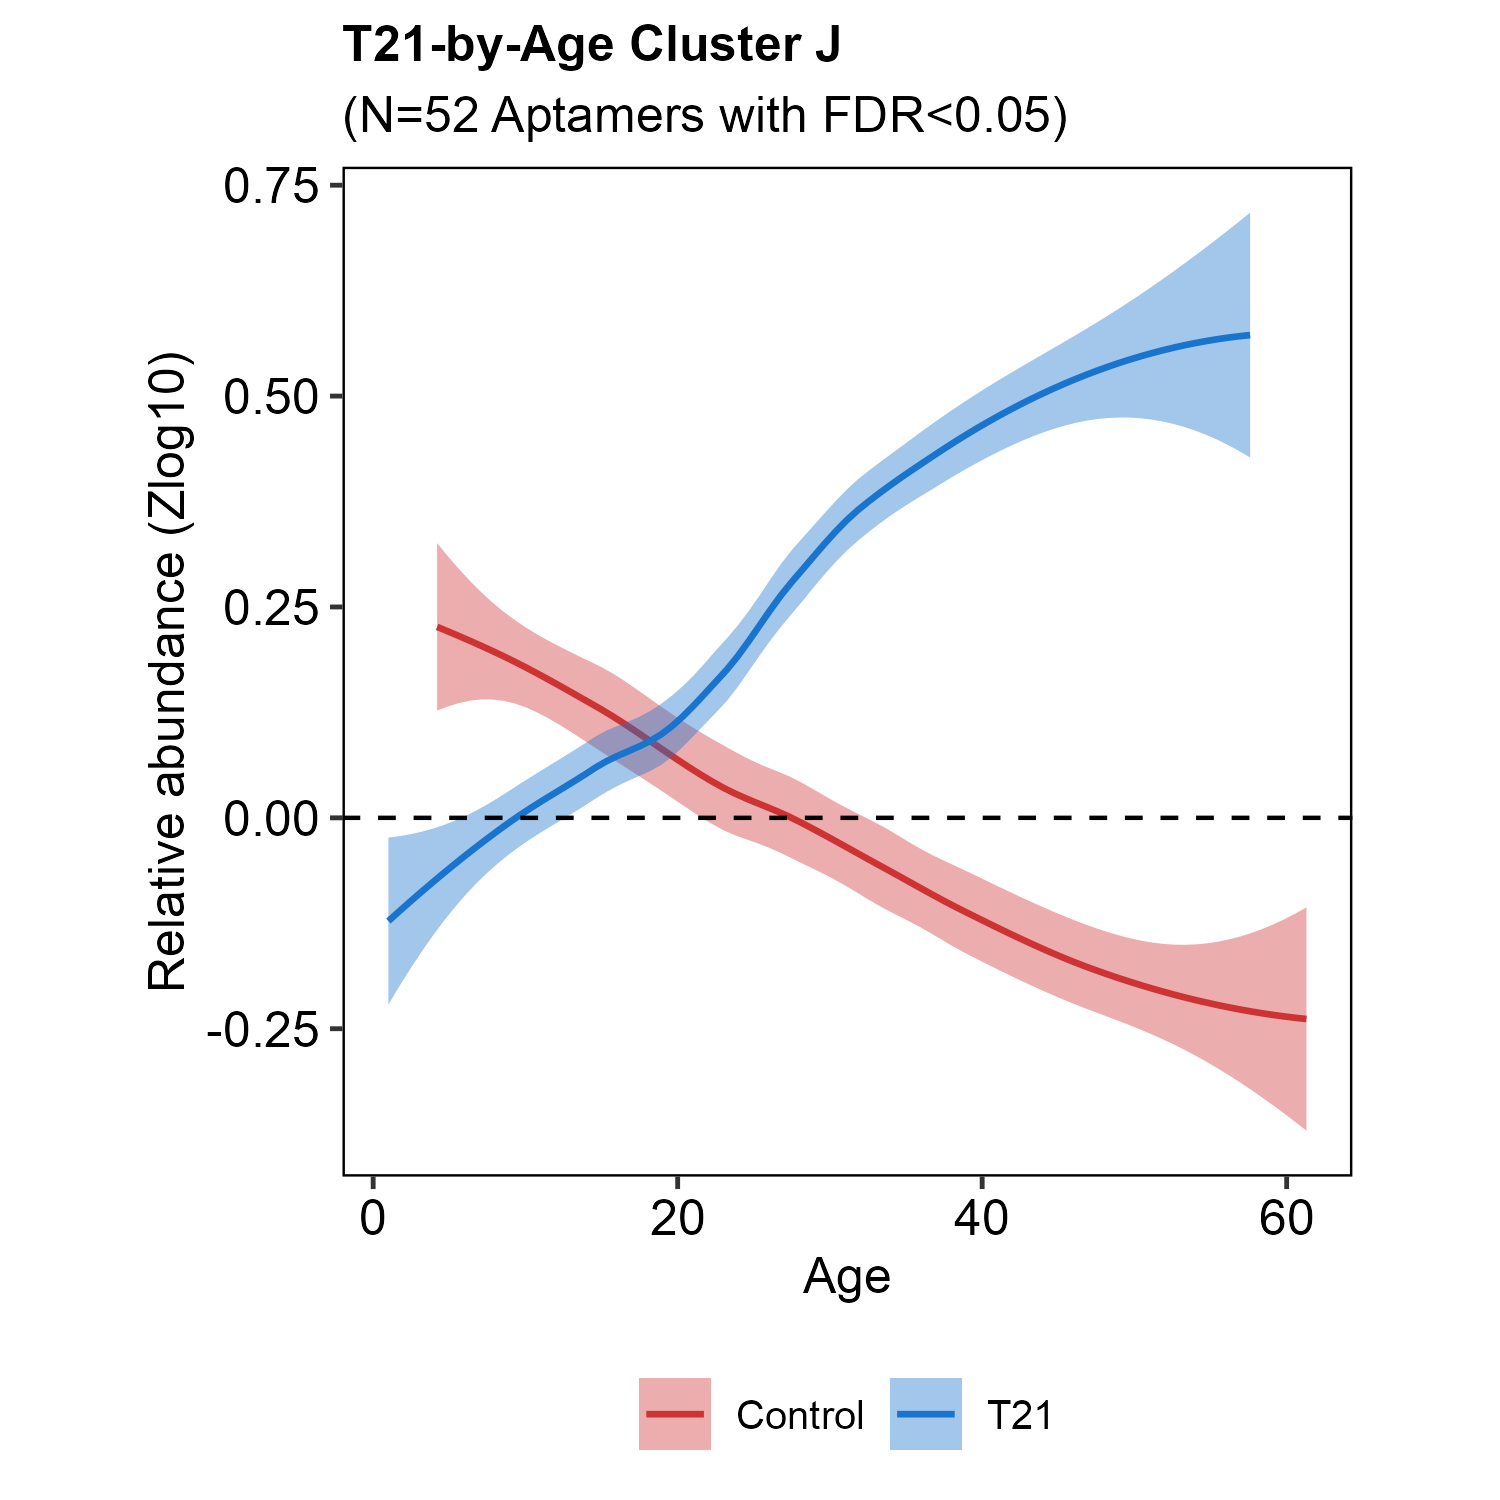 T21-by-Age Cluster J
(N=52 Aptamers with FDR<0.05)
0.75
0.50
0.25
0.00
-0.25
Relative abundance (Zlog10)
0 20 40 60
Age
Control T21